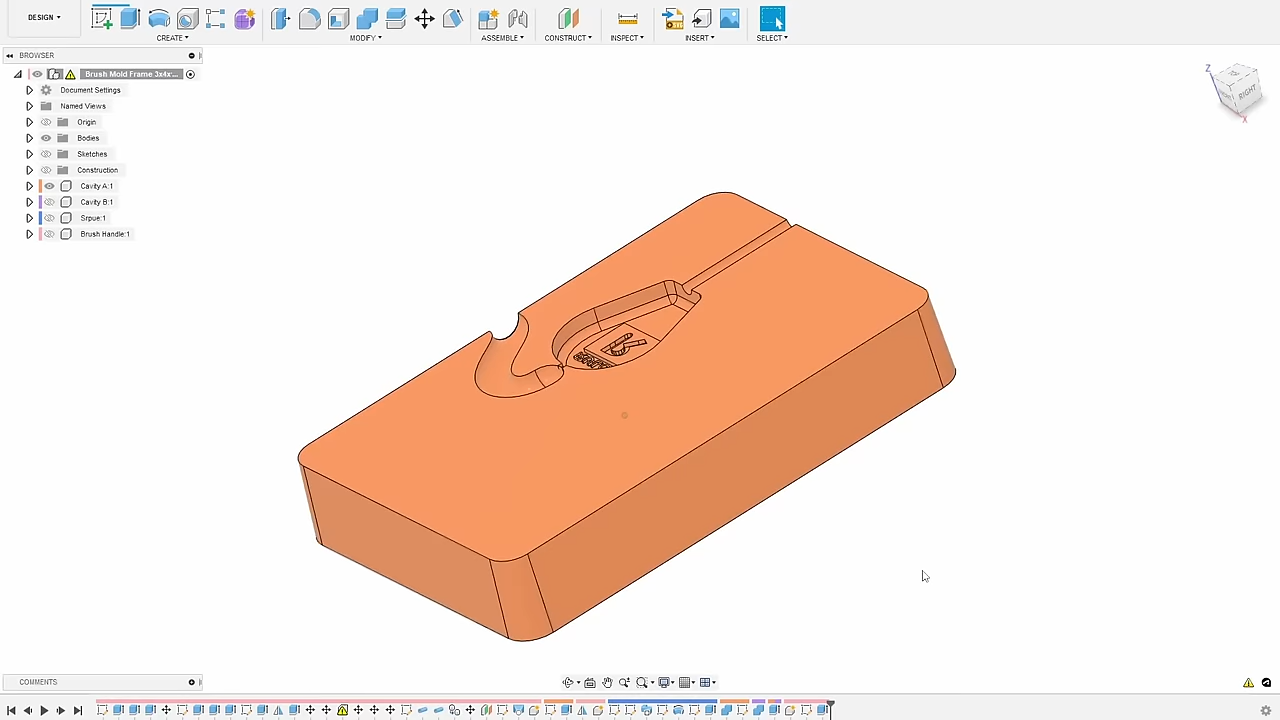 DESIGN
CREATE
MODIFY
ASSEMBLE
CONSTRUCT
INSPECT
INSERT
SELECT
BROWSER
Brush Mold Frame 3x4x...
Document Settings
Named Views
Origin
Bodies
Sketches
Construction
Cavity A:1
Cavity B:1
Srpue:1
Brush Handle:1
Z
RIGHT
X
COMMENTS